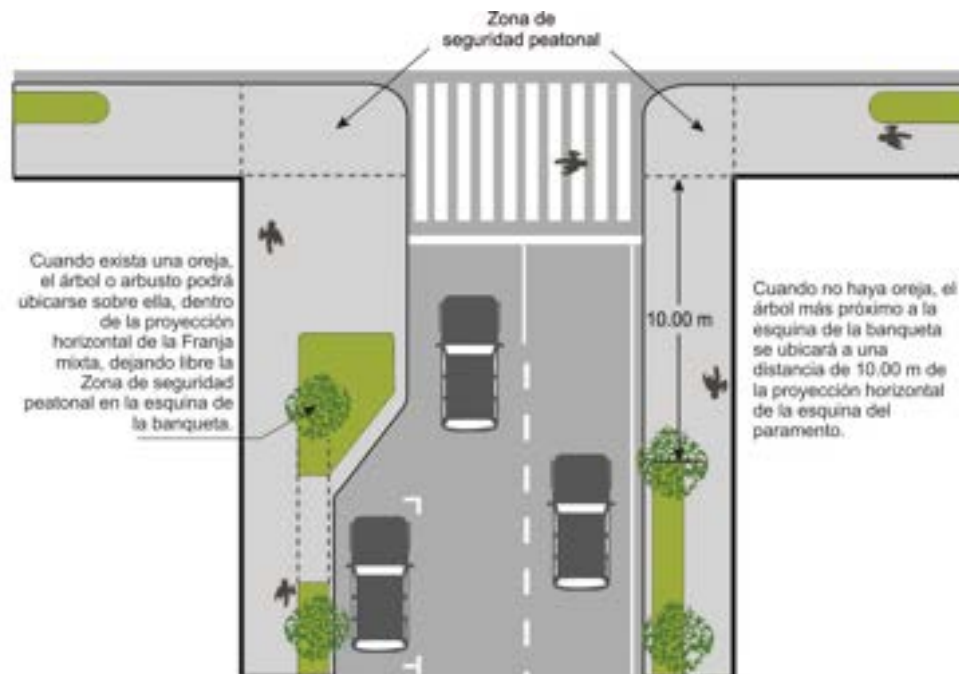 Zona de
seguridad peatonal
Cuando exista una oreja,
el árbol o arbusto podrá
ubicarse sobre ella, dentro
de la proyección
horizontal de la Franja
mixta, dejando libre la
Zona de seguridad
peatonal en la esquina de
la banqueta.
10.00 m
Cuando no haya oreja, el
árbol más próximo a la
esquina de la banqueta
se ubicará a una
distancia de 10.00 m de
la proyección horizontal
de la esquina del
paramento.